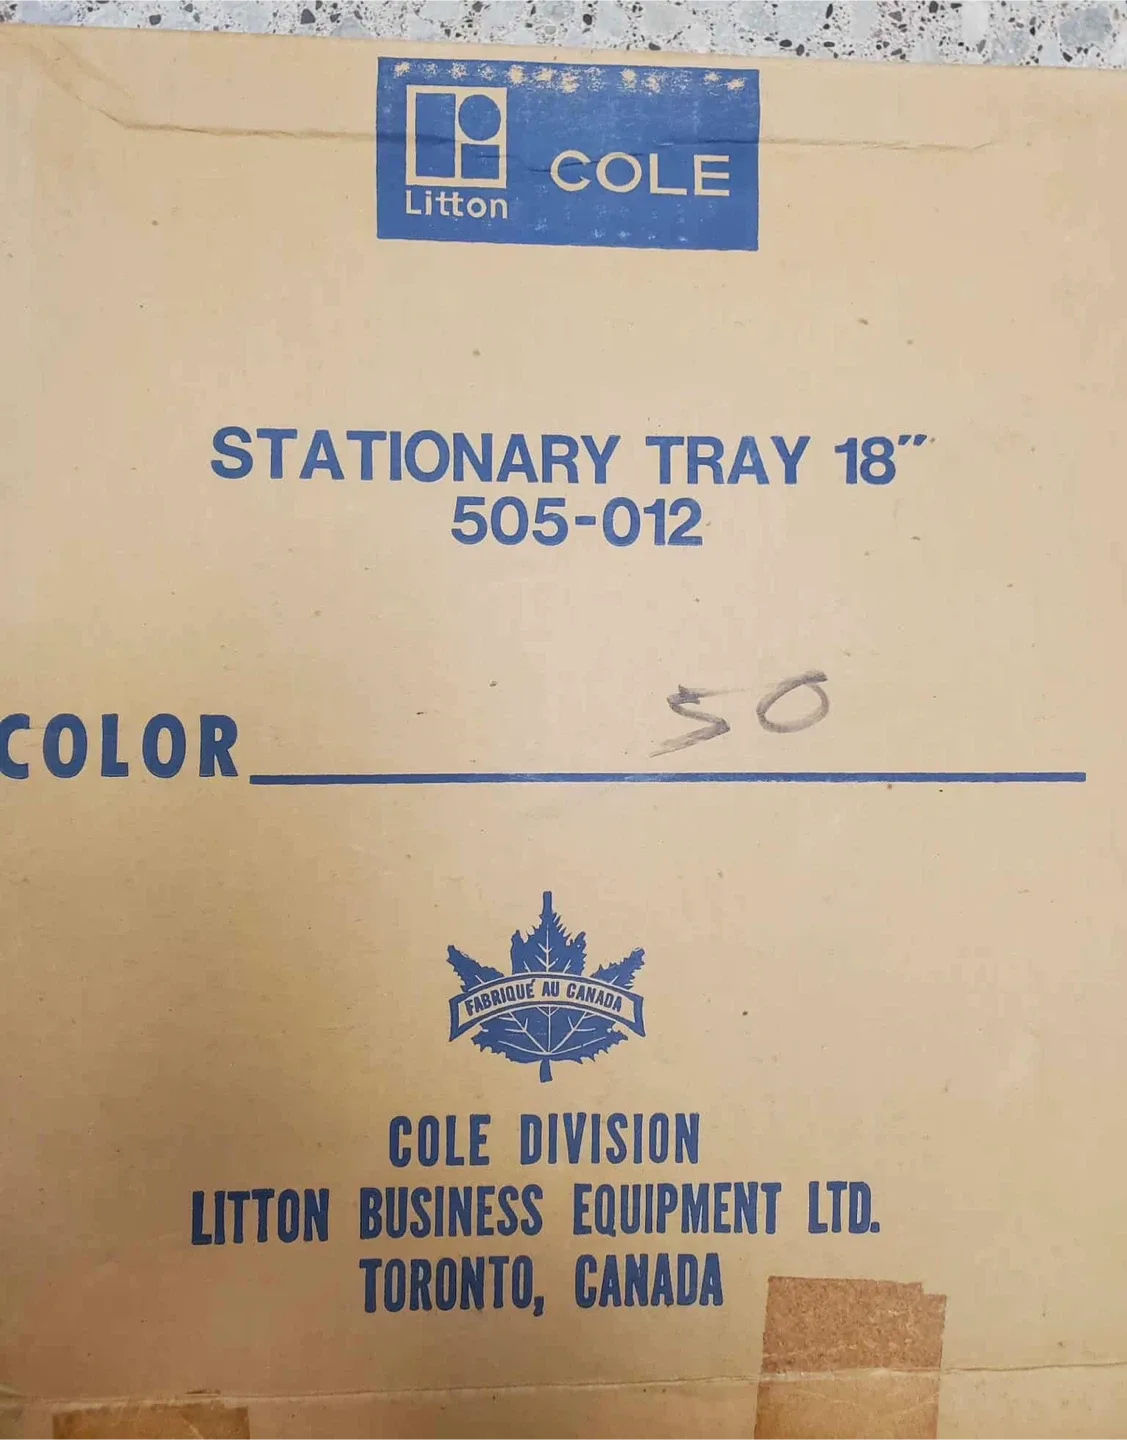 Litton COLE
STATIONARY TRAY 18″
505-012
50
COLOR
FABRIQUÉ AU CANADA
COLE DIVISION
LITTON BUSINESS EQUIPMENT LTD.
TORONTO, CANADA